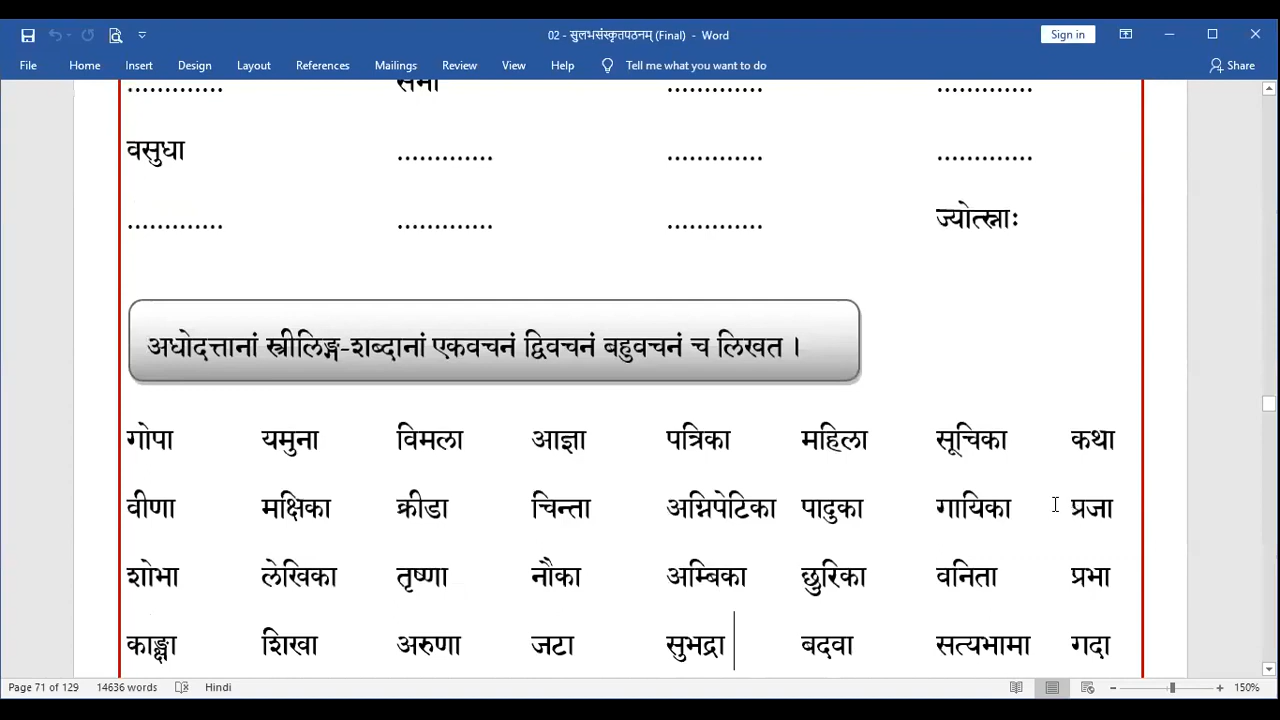 02 - सुलभसंस्कृतपठनम् (Final) - Word
Sign in
File Home Insert Design Layout References Mailings Review View Help Tell me what you want to do Share
............. सभा ............. .............
वसुधा ............. ............. .............
............. ............. ............. ज्योत्स्नाः
अधोदत्तानां स्त्रीलिङ्ग-शब्दानां एकवचनं द्विवचनं बहुवचनं च लिखत ।
गोपा यमुना विमला आज्ञा पत्रिका महिला सूचिका कथा
वीणा मक्षिका क्रीडा चिन्ता अग्निपेटिका पादुका गायिका प्रजा
शोभा लेखिका तृष्णा नौका अम्बिका छुरिका वनिता प्रभा
काङ्क्षा शिखा अरुणा जटा सुभद्रा बदवा सत्यभामा गदा
Page 71 of 129 14636 words Hindi 150%